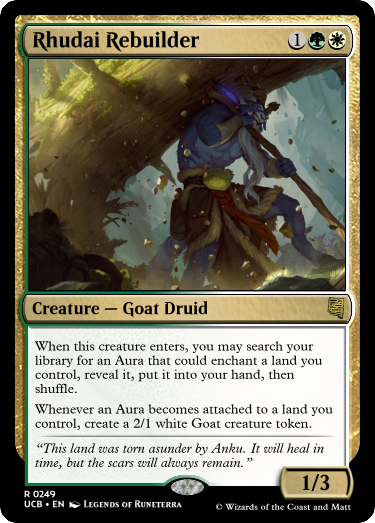 Rhudai Rebuilder 1
Creature — Goat Druid
When this creature enters, you may search your
library for an Aura that could enchant a land you
control, reveal it, put it into your hand, then
shuffle.
Whenever an Aura becomes attached to a land you
control, create a 2/1 white Goat creature token.
“This land was torn asunder by Anku. It will heal in
time, but the scars will always remain.”
1/3
R 0249
UCB • EN Legends of Runeterra
© Wizards of the Coast and Matt